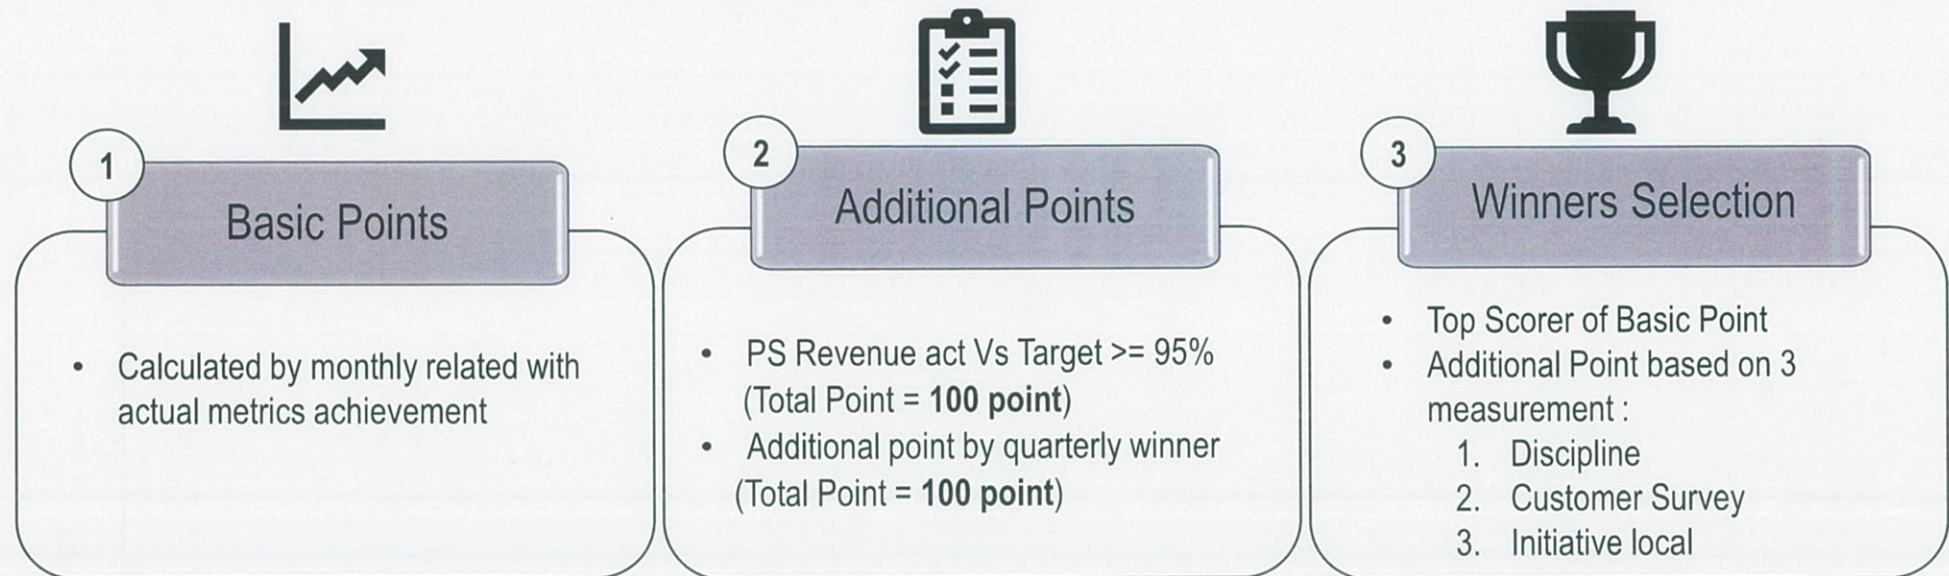 1
Basic Points
• Calculated by monthly related with
actual metrics achievement
2
Additional Points
• PS Revenue act Vs Target >= 95%
(Total Point = 100 point)
• Additional point by quarterly winner
(Total Point = 100 point)
3
Winners Selection
• Top Scorer of Basic Point
• Additional Point based on 3
measurement :
1. Discipline
2. Customer Survey
3. Initiative local